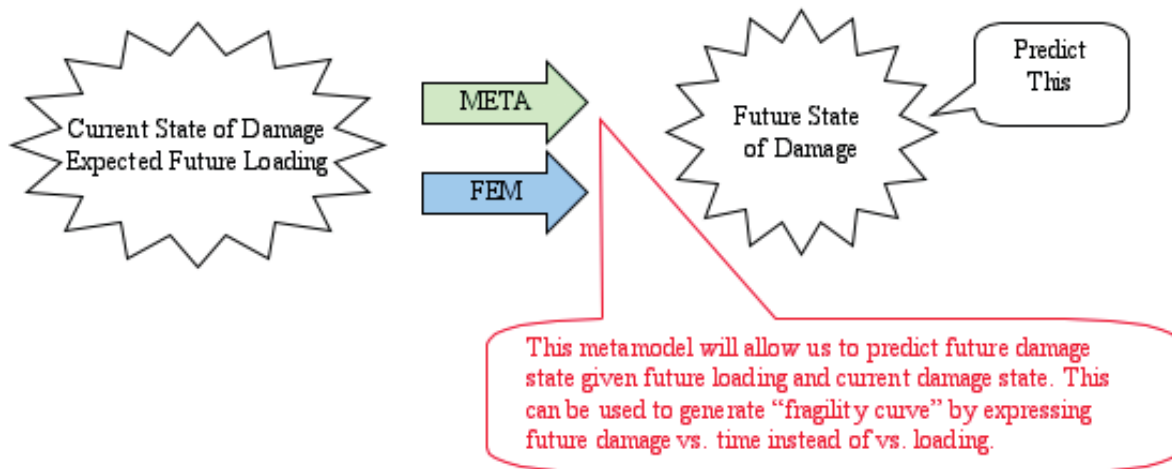 Current State of Damage
Expected Future Loading
META
FEM
Future State
of Damage
Predict
This
This metamodel will allow us to predict future damage
state given future loading and current damage state. This
can be used to generate “fragility curve” by expressing
future damage vs. time instead of vs. loading.